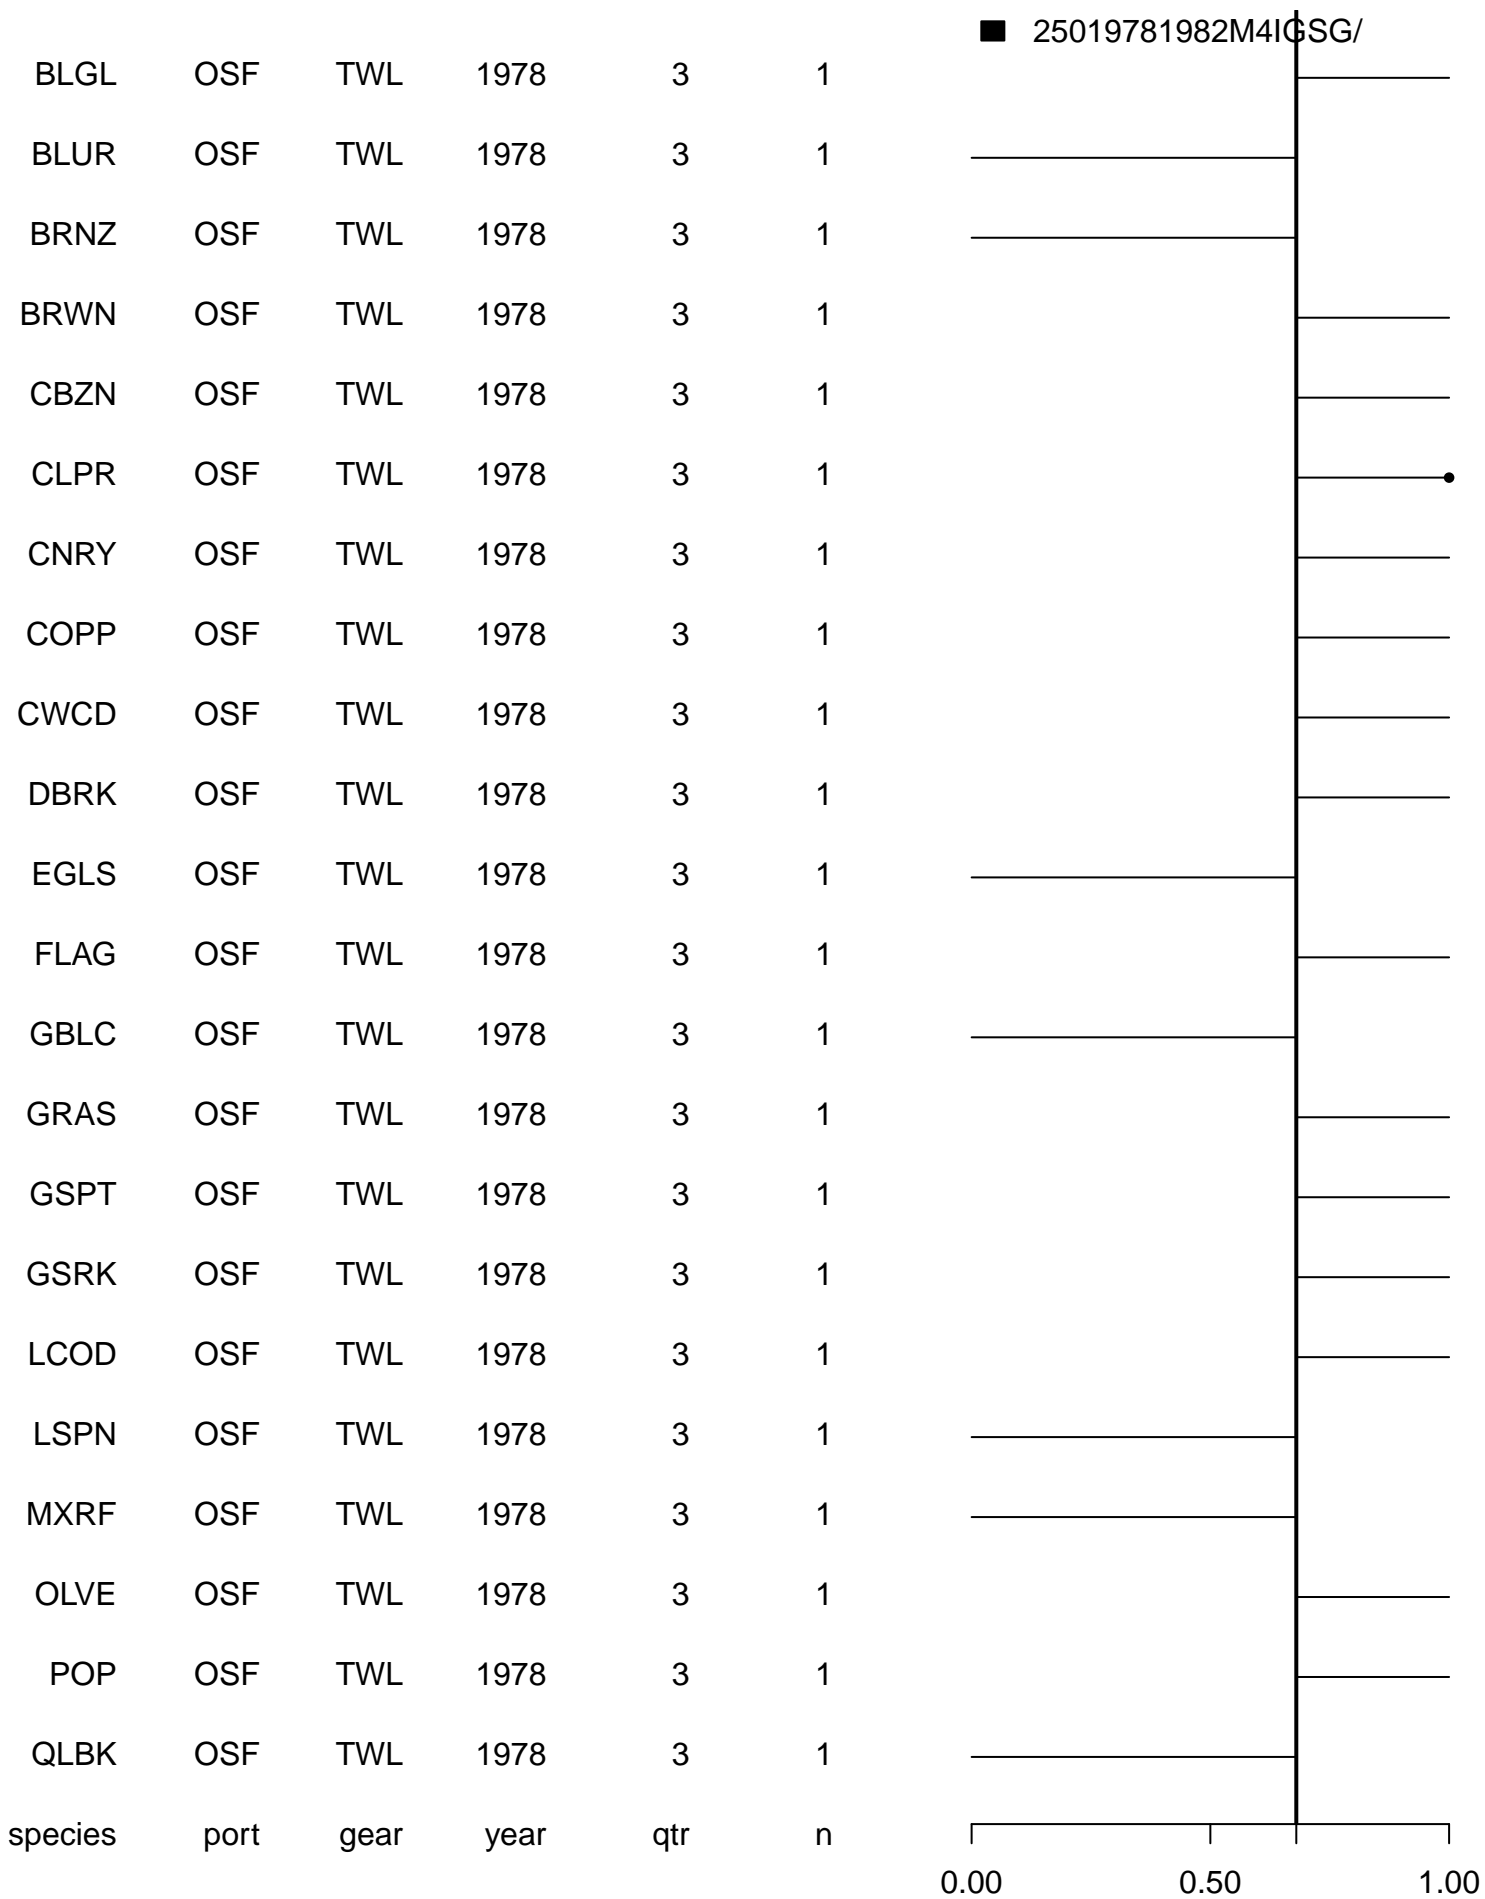 25019781982M4IGSG/
BLGL OSF TWL 1978 3 1
BLUR OSF TWL 1978 3 1
BRNZ OSF TWL 1978 3 1
BRWN OSF TWL 1978 3 1
CBZN OSF TWL 1978 3 1
CLPR OSF TWL 1978 3 1
CNRY OSF TWL 1978 3 1
COPP OSF TWL 1978 3 1
CWCD OSF TWL 1978 3 1
DBRK OSF TWL 1978 3 1
EGLS OSF TWL 1978 3 1
FLAG OSF TWL 1978 3 1
GBLC OSF TWL 1978 3 1
GRAS OSF TWL 1978 3 1
GSPT OSF TWL 1978 3 1
GSRK OSF TWL 1978 3 1
LCOD OSF TWL 1978 3 1
LSPN OSF TWL 1978 3 1
MXRF OSF TWL 1978 3 1
OLVE OSF TWL 1978 3 1
POP OSF TWL 1978 3 1
QLBK OSF TWL 1978 3 1
species port gear year qtr n
0.00 0.50 1.00